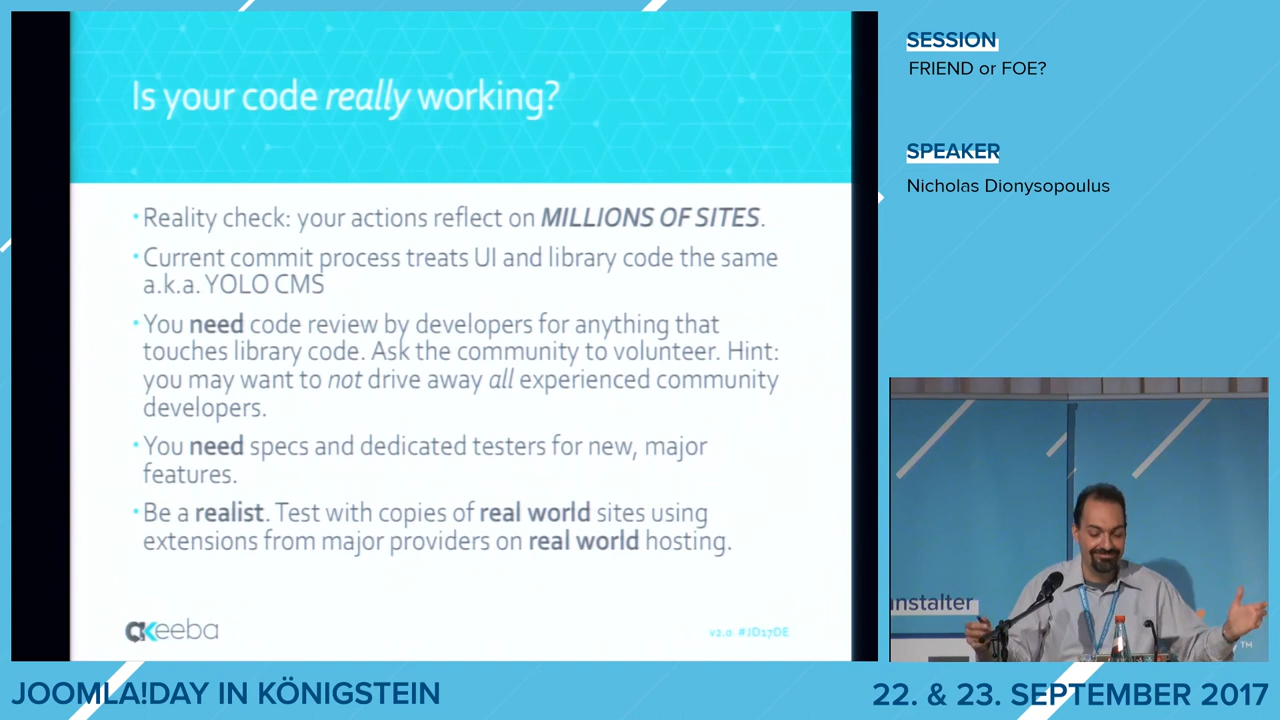 Is your code really working?
•Reality check: your actions reflect on MILLIONS OF SITES.
•Current commit process treats UI and library code the same
a.k.a. YOLO CMS
•You need code review by developers for anything that
touches library code. Ask the community to volunteer. Hint:
you may want to not drive away all experienced community
developers.
•You need specs and dedicated testers for new, major
features.
•Be a realist. Test with copies of real world sites using
extensions from major providers on real world hosting.
akeeba
v2.0 #JD17DE
SESSION
FRIEND or FOE?
SPEAKER
Nicholas Dionysopoulus
nstalter
TM
JOOMLA!DAY IN KÖNIGSTEIN
22. & 23. SEPTEMBER 2017